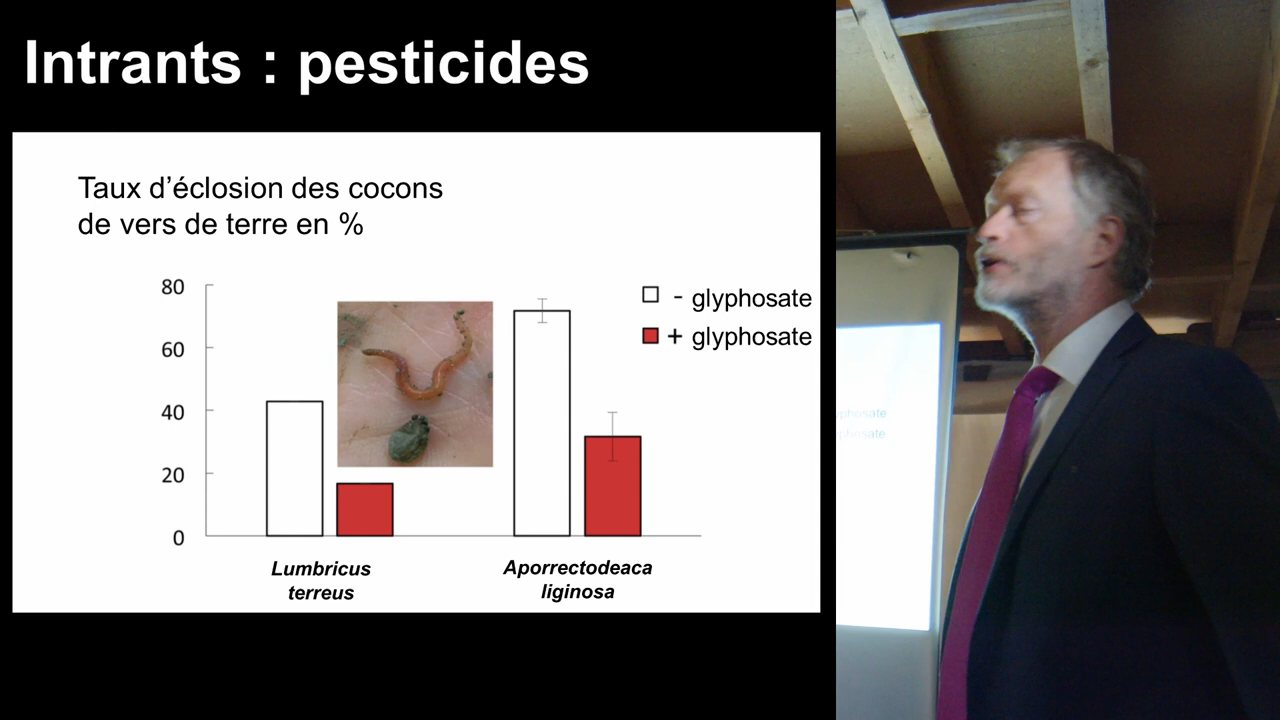 Intrants : pesticides
Taux d’éclosion des cocons
de vers de terre en %
80
60
40
20
0
- glyphosate
+ glyphosate
Lumbricus
terreus
Aporrectodeaca
liginosa
glyphosate